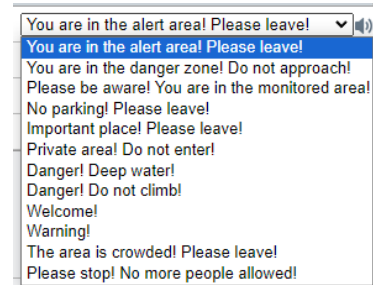 You are in the alert area! Please leave!
You are in the alert area! Please leave!
You are in the danger zone! Do not approach!
Please be aware! You are in the monitored area!
No parking! Please leave!
Important place! Please leave!
Private area! Do not enter!
Danger! Deep water!
Danger! Do not climb!
Welcome!
Warning!
The area is crowded! Please leave!
Please stop! No more people allowed!